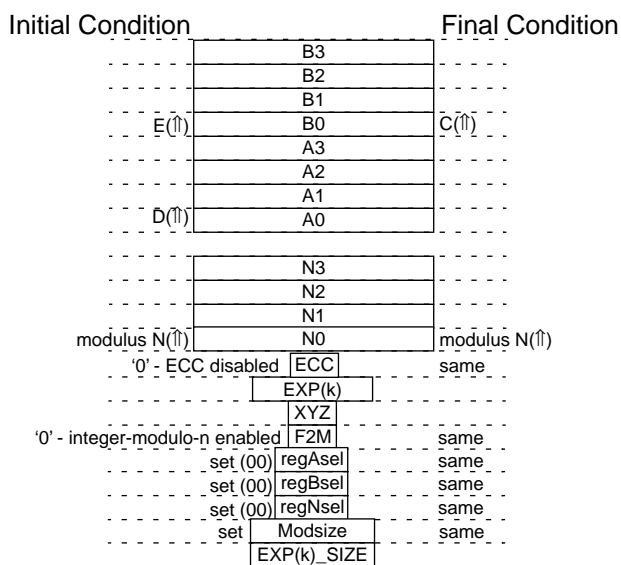 Initial Condition Final Condition
B3
B2
B1
E(⇑) B0 C(⇑)
A3
A2
A1
D(⇑) A0
N3
N2
N1
modulus N(⇑) N0 modulus N(⇑)
‘0’ - ECC disabled ECC same
EXP(k)
XYZ
‘0’ - integer-modulo-n enabled F2M same
set (00) regAsel same
set (00) regBsel same
set (00) regNsel same
set Modsize same
EXP(k)_SIZE